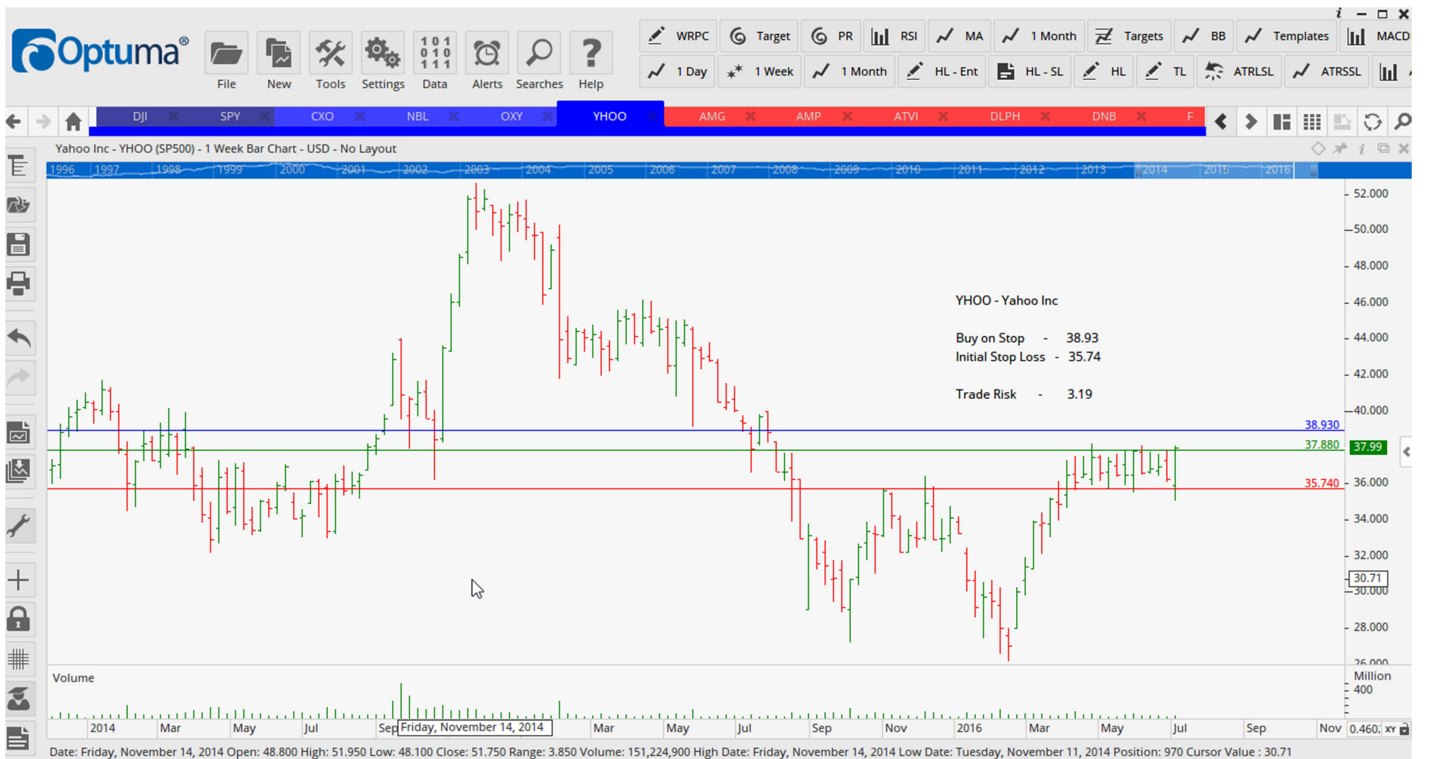 Optuma®
File New Tools Settings Data Alerts Searches Help
101
010
111
WRPC Target PR RSI MA 1 Month Targets BB Templates MACD
1 Day 1 Week 1 Month HL - Ent HL - SL HL TL ATRLSL ATRSSL
DJI SPY CXO NBL OXY YHOO AMG AMP ATVI DLPH DNB F
Yahoo Inc - YHOO (SP500) - 1 Week Bar Chart - USD - No Layout
1996 1997 1998 1999 2000 2001 2002 2003 2004 2005 2006 2007 2008 2009 2010 2011 2012 2013 2014 2015 2016
52.000
50.000
48.000
46.000
44.000
42.000
40.000
YHOO - Yahoo Inc
Buy on Stop - 38.93
Initial Stop Loss - 35.74
Trade Risk - 3.19
38.930
37.880 37.99
35.740 36.000
34.000
32.000
30.71
30.000
28.000
26.000
Volume Million
400
2014 Mar May Jul Sep Friday, November 14, 2014 Mar May Jul Sep Nov 2016 Mar May Jul Sep Nov 0.460; XY
Date: Friday, November 14, 2014 Open: 48.800 High: 51.950 Low: 48.100 Close: 51.750 Range: 3.850 Volume: 151,224,900 High Date: Friday, November 14, 2014 Low Date: Tuesday, November 11, 2014 Position: 970 Cursor Value : 30.71